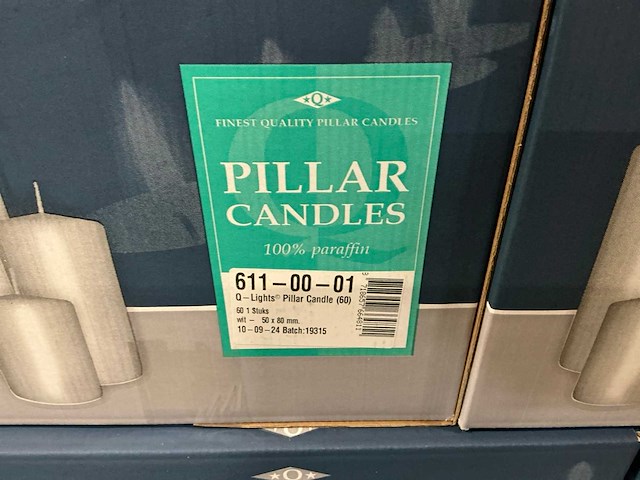 Q
FINEST QUALITY PILLAR CANDLES
PILLAR
CANDLES
100% paraffin
611-00-01
Q-Lights© Pillar Candle (60)
60 1 Stuks
wit - 50 x 80 mm.
10-09-24 Batch:19315
Q
Q